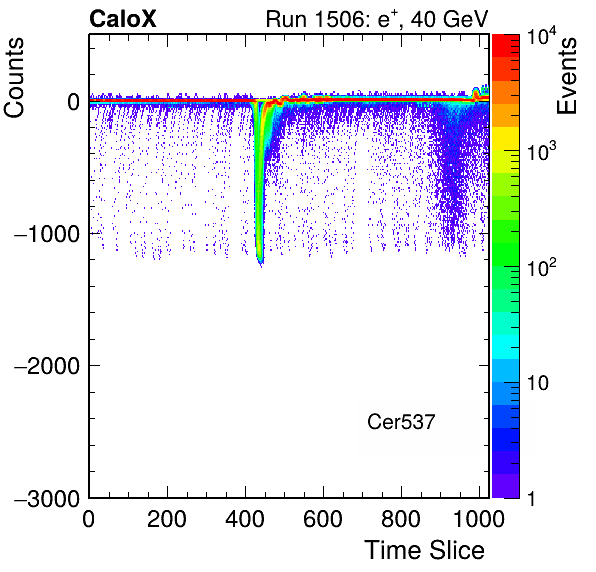 CaloX Run 1506: e⁺, 40 GeV
Counts
Events
0
−1000
−2000
−3000
10⁴
10³
10²
10
1
Cer537
0 200 400 600 800 1000
Time Slice